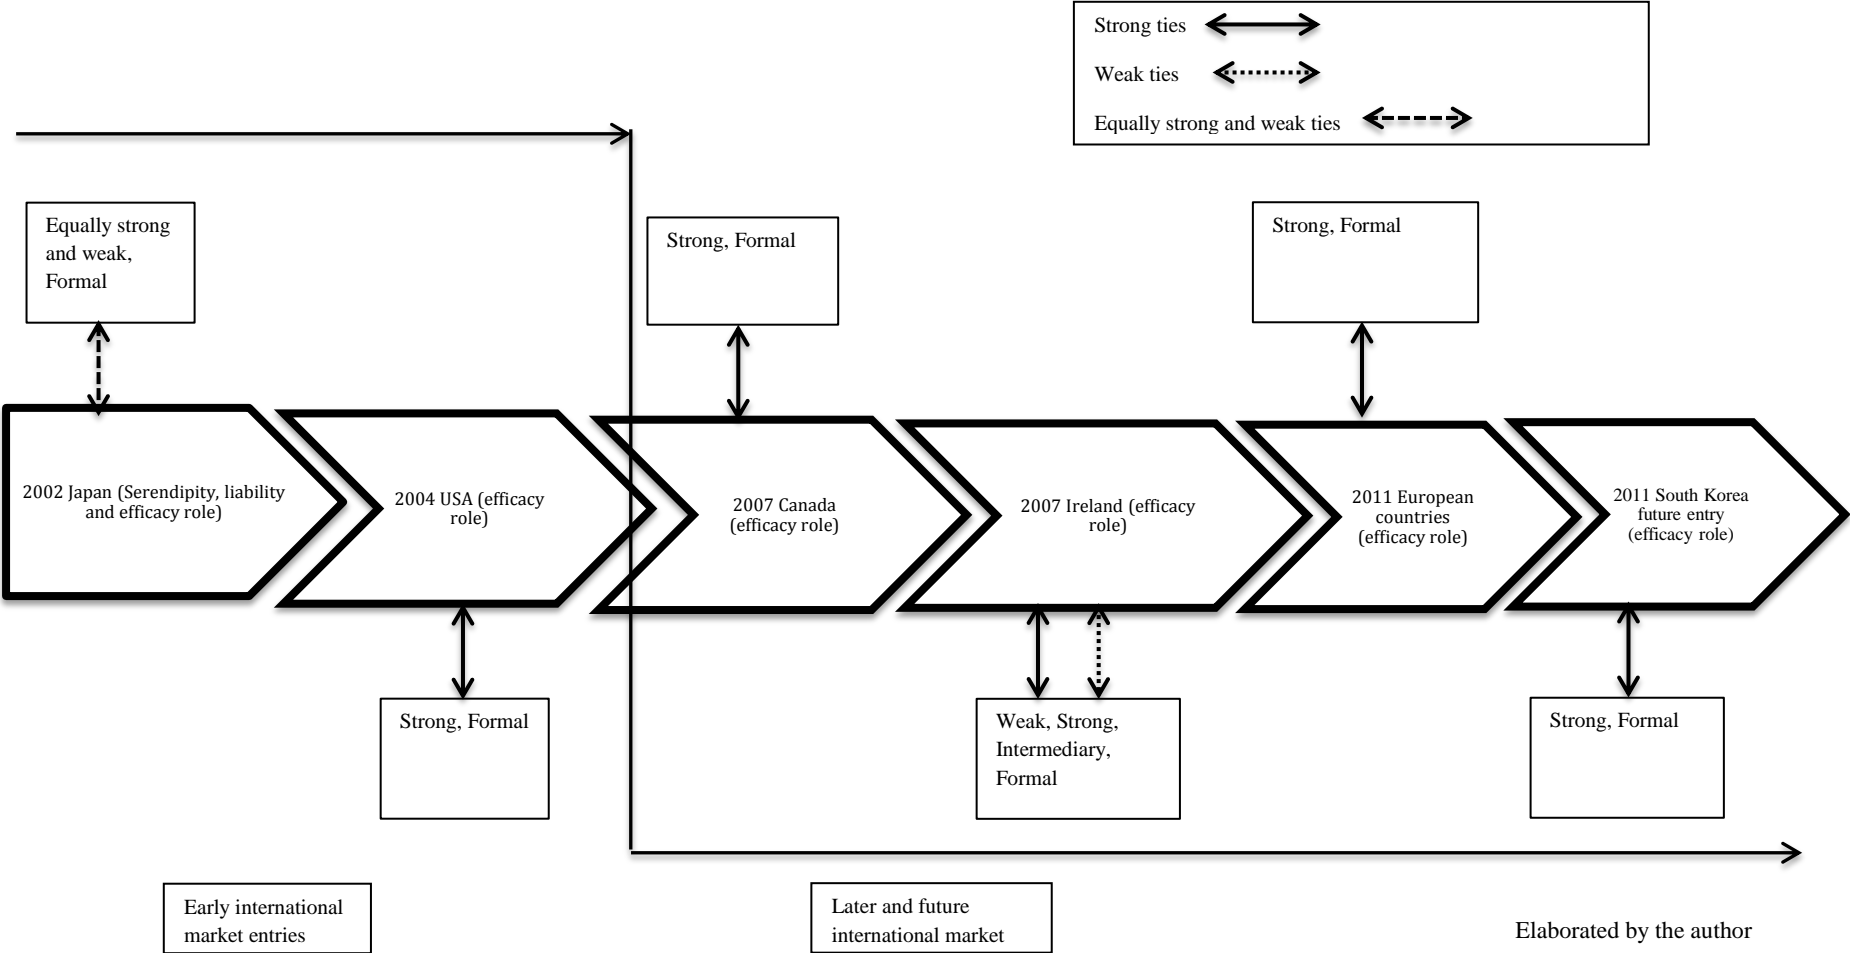 Strong ties
Weak ties
Equally strong and weak ties
Equally strong
and weak,
Formal
Strong, Formal
Strong, Formal
2002 Japan (Serendipity, liability
and efficacy role)
2004 USA (efficacy
role)
2007 Canada
(efficacy role)
2007 Ireland (efficacy
role)
2011 European
countries
(efficacy role)
2011 South Korea
future entry
(efficacy role)
Strong, Formal
Weak, Strong,
Intermediary,
Formal
Strong, Formal
Early international
market entries
Later and future
international market
Elaborated by the author